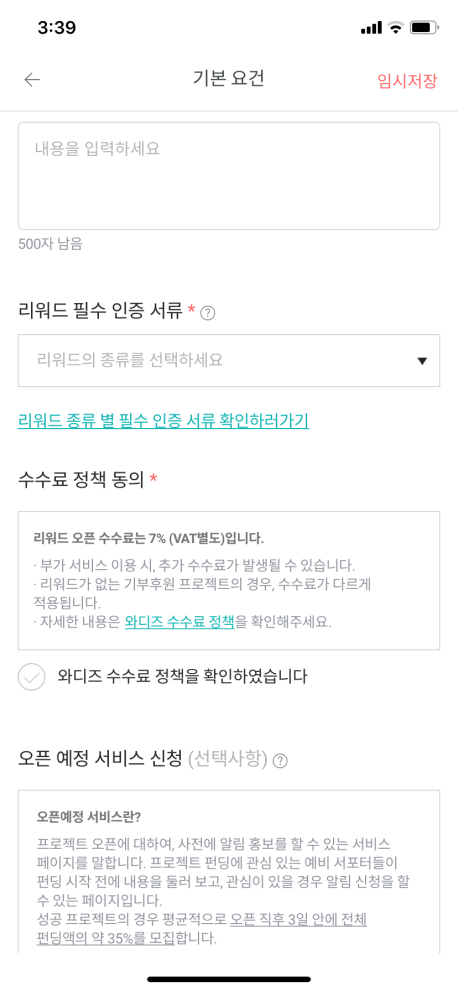 3:39
기본 요건
임시저장
내용을 입력하세요
500자 남음
리워드 필수 인증 서류 * ?
리워드의 종류를 선택하세요
리워드 종류 별 필수 인증 서류 확인하러가기
수수료 정책 동의 *
리워드 오픈 수수료는 7% (VAT별도)입니다.
· 부가 서비스 이용 시, 추가 수수료가 발생될 수 있습니다.
· 리워드가 없는 기부후원 프로젝트의 경우, 수수료가 다르게
적용됩니다.
· 자세한 내용은 와디즈 수수료 정책을 확인해주세요.
와디즈 수수료 정책을 확인하였습니다
오픈 예정 서비스 신청 (선택사항) ?
오픈예정 서비스란?
프로젝트 오픈에 대하여, 사전에 알림 홍보를 할 수 있는 서비스
페이지를 말합니다. 프로젝트 펀딩에 관심 있는 예비 서포터들이
펀딩 시작 전에 내용을 둘러 보고, 관심이 있을 경우 알림 신청을 할
수 있는 페이지입니다.
성공 프로젝트의 경우 평균적으로 오픈 직후 3일 안에 전체
펀딩액의 약 35%를 모집합니다.